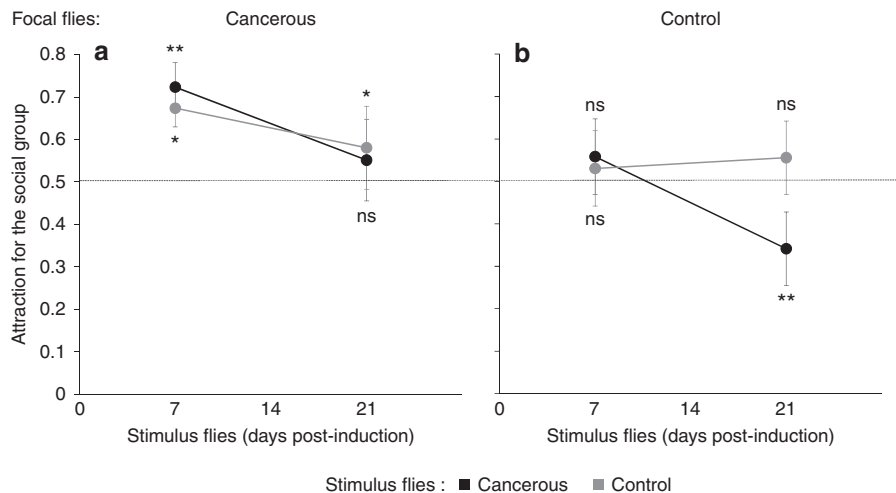 Focal flies: Cancerous Control
a b
Attraction for the social group
0.8
0.7
0.6
0.5
0.4
0.3
0.2
0.1
0
** * * ns
ns ns ns **
0 7 14 21 0 7 14 21
Stimulus flies (days post-induction) Stimulus flies (days post-induction)
Stimulus flies : Cancerous Control